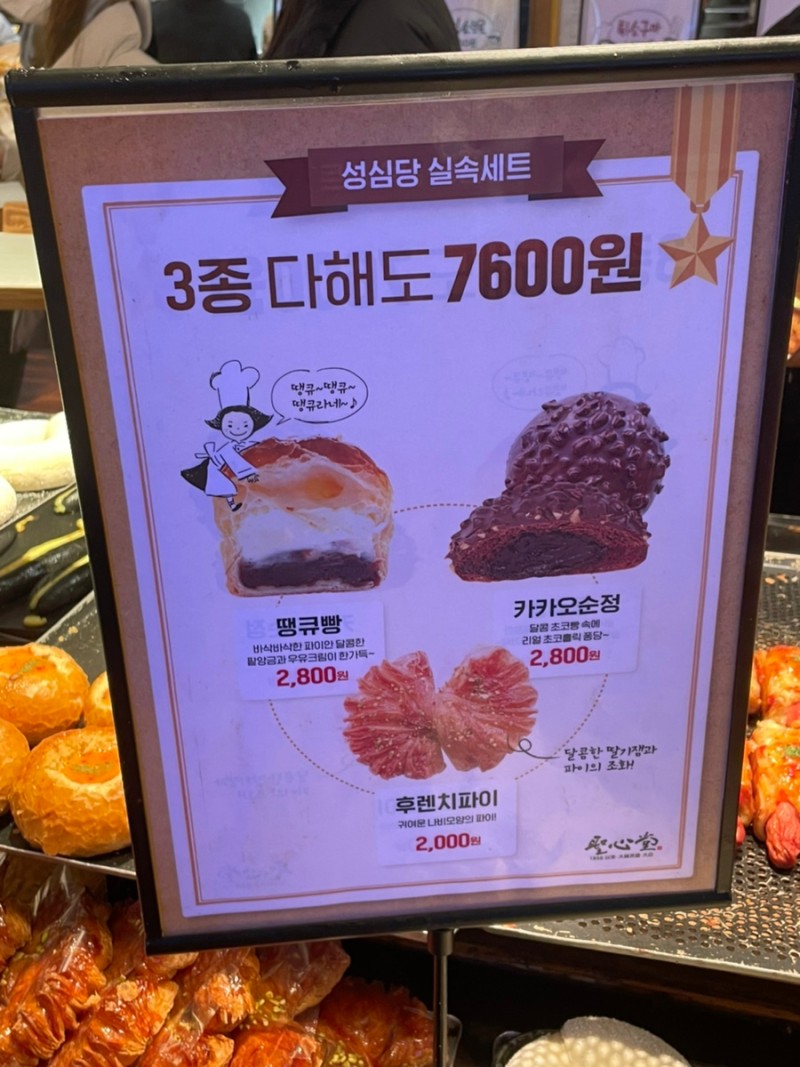 성심당 실속세트
3종 다해도 7600원
땡큐~땡큐~
땡큐라네~♪
땡큐빵
바삭바삭한 파이안 달콤한
팥앙금과 우유크림이 한가득~
2,800원
카카오순정
달콤 초코빵 속에
리얼 초코홀릭 퐁당~
2,800원
달콤한 딸기잼과
파이의 조화!
후렌치파이
귀여운 나비모양의 파이!
2,000원
聖心堂